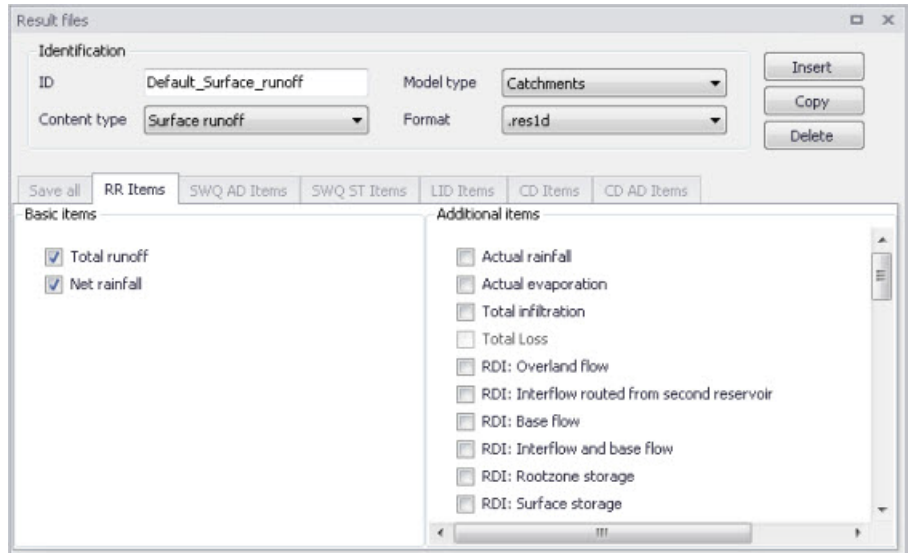 Result files
Identification
ID Default_Surface_runoff Model type Catchments
Content type Surface runoff Format .res1d
Insert
Copy
Delete
Save all RR Items SWQ AD Items SWQ ST Items LID Items CD Items CD AD Items
Basic items
Total runoff
Net rainfall
Additional items
Actual rainfall
Actual evaporation
Total infiltration
Total Loss
RDI: Overland flow
RDI: Interflow routed from second reservoir
RDI: Base flow
RDI: Interflow and base flow
RDI: Rootzone storage
RDI: Surface storage